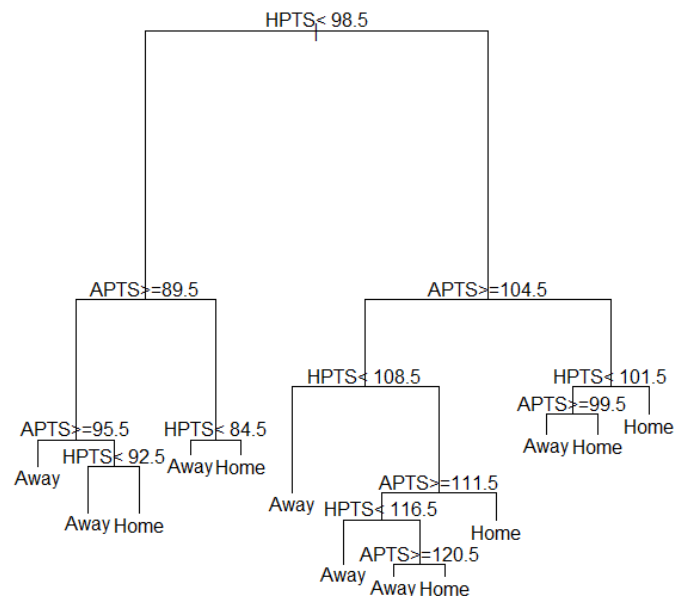 HPTS< 98.5
APTS>=89.5
APTS>=104.5
HPTS< 108.5
HPTS< 101.5
APTS>=99.5
Home
APTS>=95.5
HPTS< 84.5
Away Home
HPTS< 92.5
Away Home
Away
APTS>=111.5
Away
HPTS< 116.5
Away Home
Home
APTS>=120.5
Away
Away Home